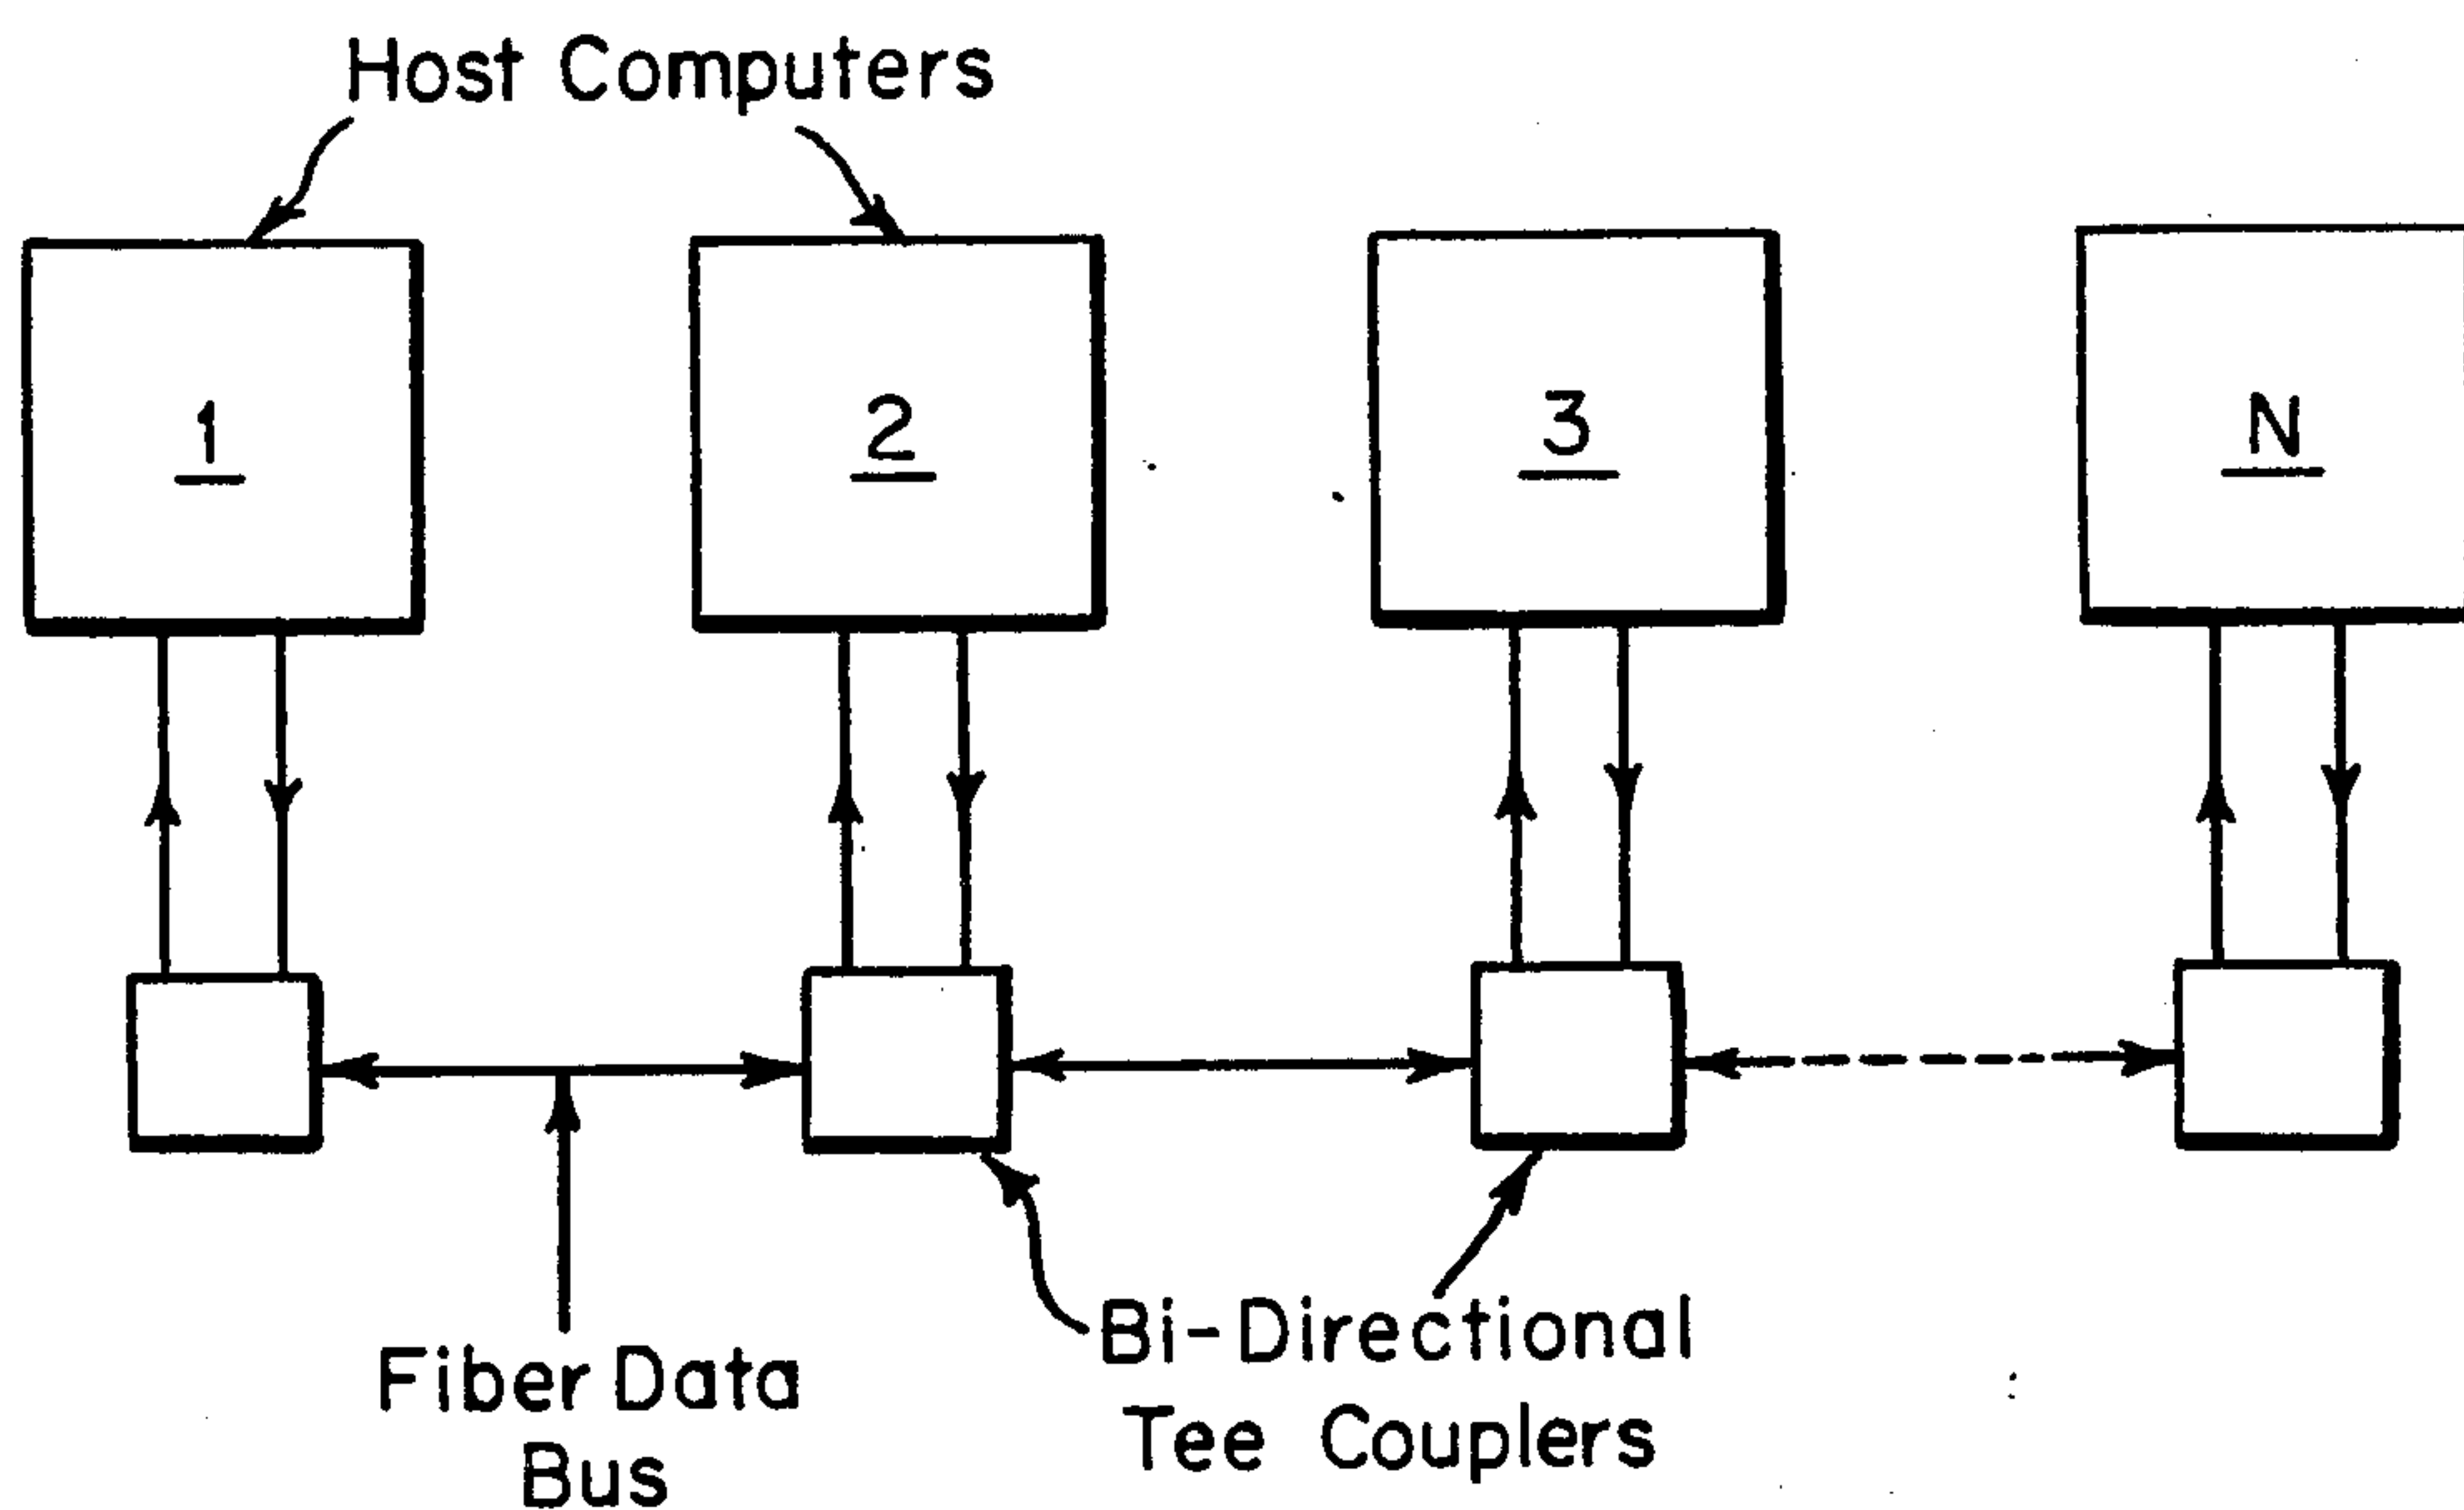 Host Computers
1
2
3
N
Fiber Data
Bus
Bi-Directional
Tee Couplers